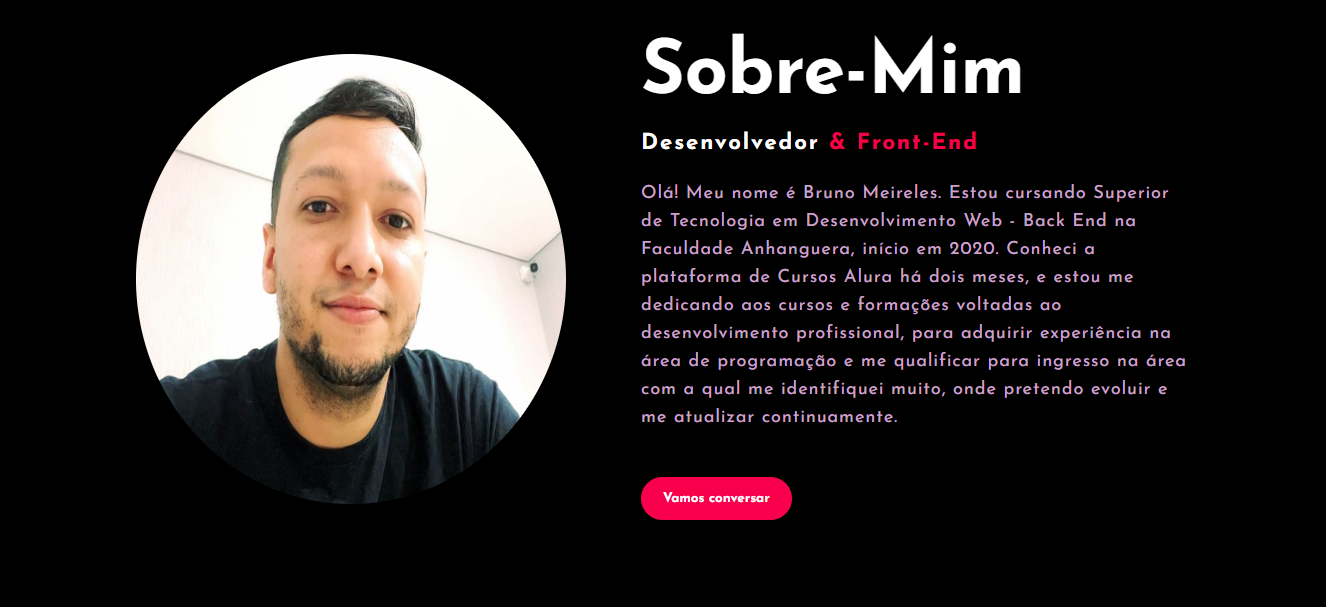 Sobre-Mim
Desenvolvedor & Front-End
Olá! Meu nome é Bruno Meireles. Estou cursando Superior
de Tecnologia em Desenvolvimento Web - Back End na
Faculdade Anhanguera, início em 2020. Conheci a
plataforma de Cursos Alura há dois meses, e estou me
dedicando aos cursos e formações voltadas ao
desenvolvimento profissional, para adquirir experiência na
área de programação e me qualificar para ingresso na área
com a qual me identifiquei muito, onde pretendo evoluir e
me atualizar continuamente.
Vamos conversar